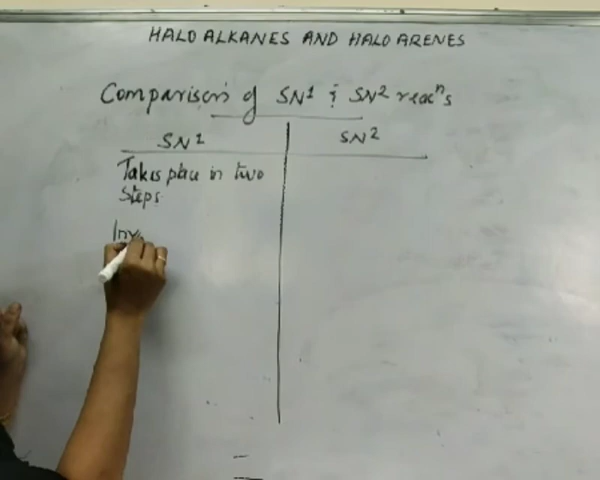 HALO ALKANES AND HALO ARENES
Comparison of SN1 & SN2 reacns
SN1
SN2
Takes place in two
steps
Inv